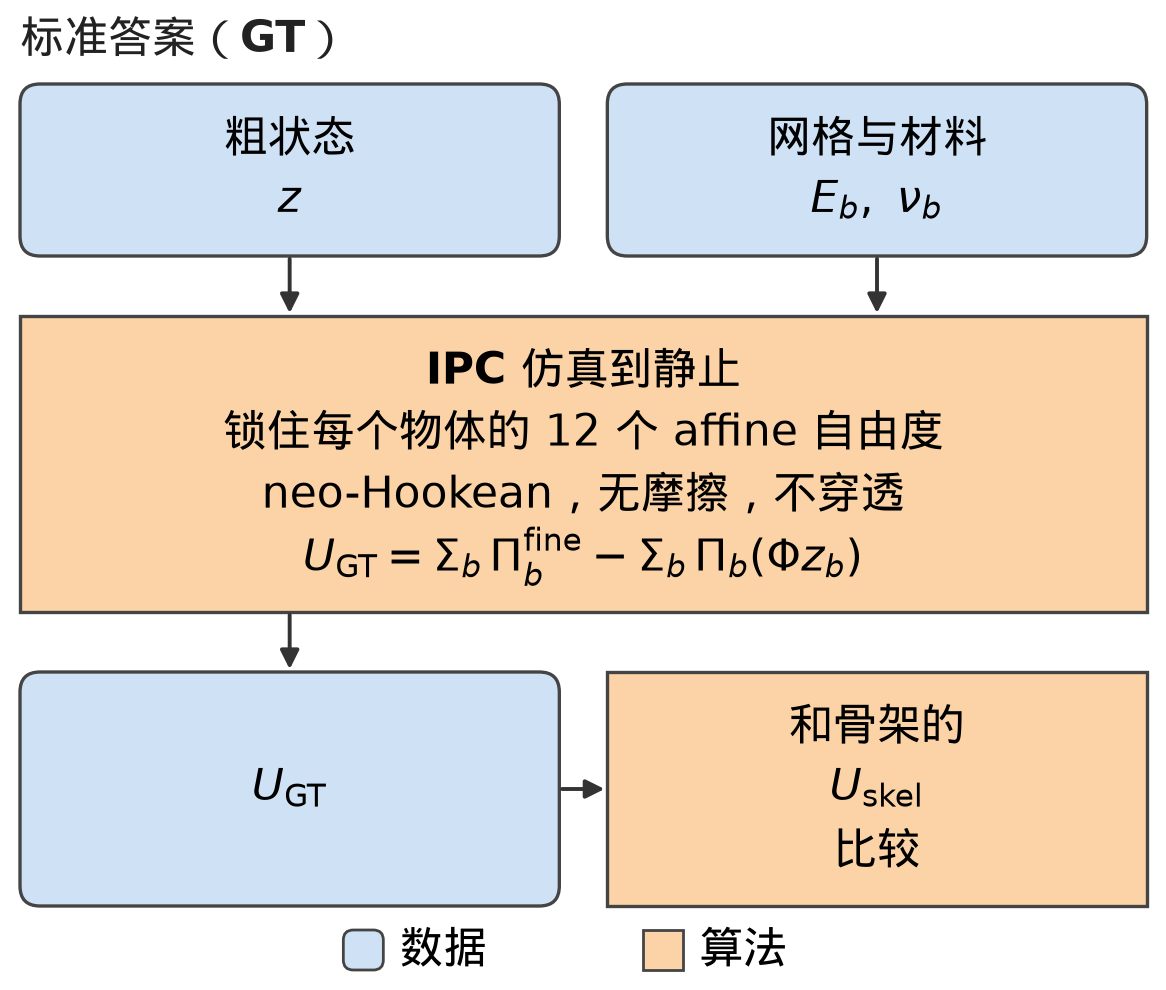 标准答案（GT）
粗状态
z
网格与材料
E_b, ν_b
IPC 仿真到静止
锁住每个物体的 12 个 affine 自由度
neo-Hookean，无摩擦，不穿透
U_GT = Σ_b Π_b^fine − Σ_b Π_b(Φz_b)
U_GT
和骨架的
U_skel
比较
数据
算法